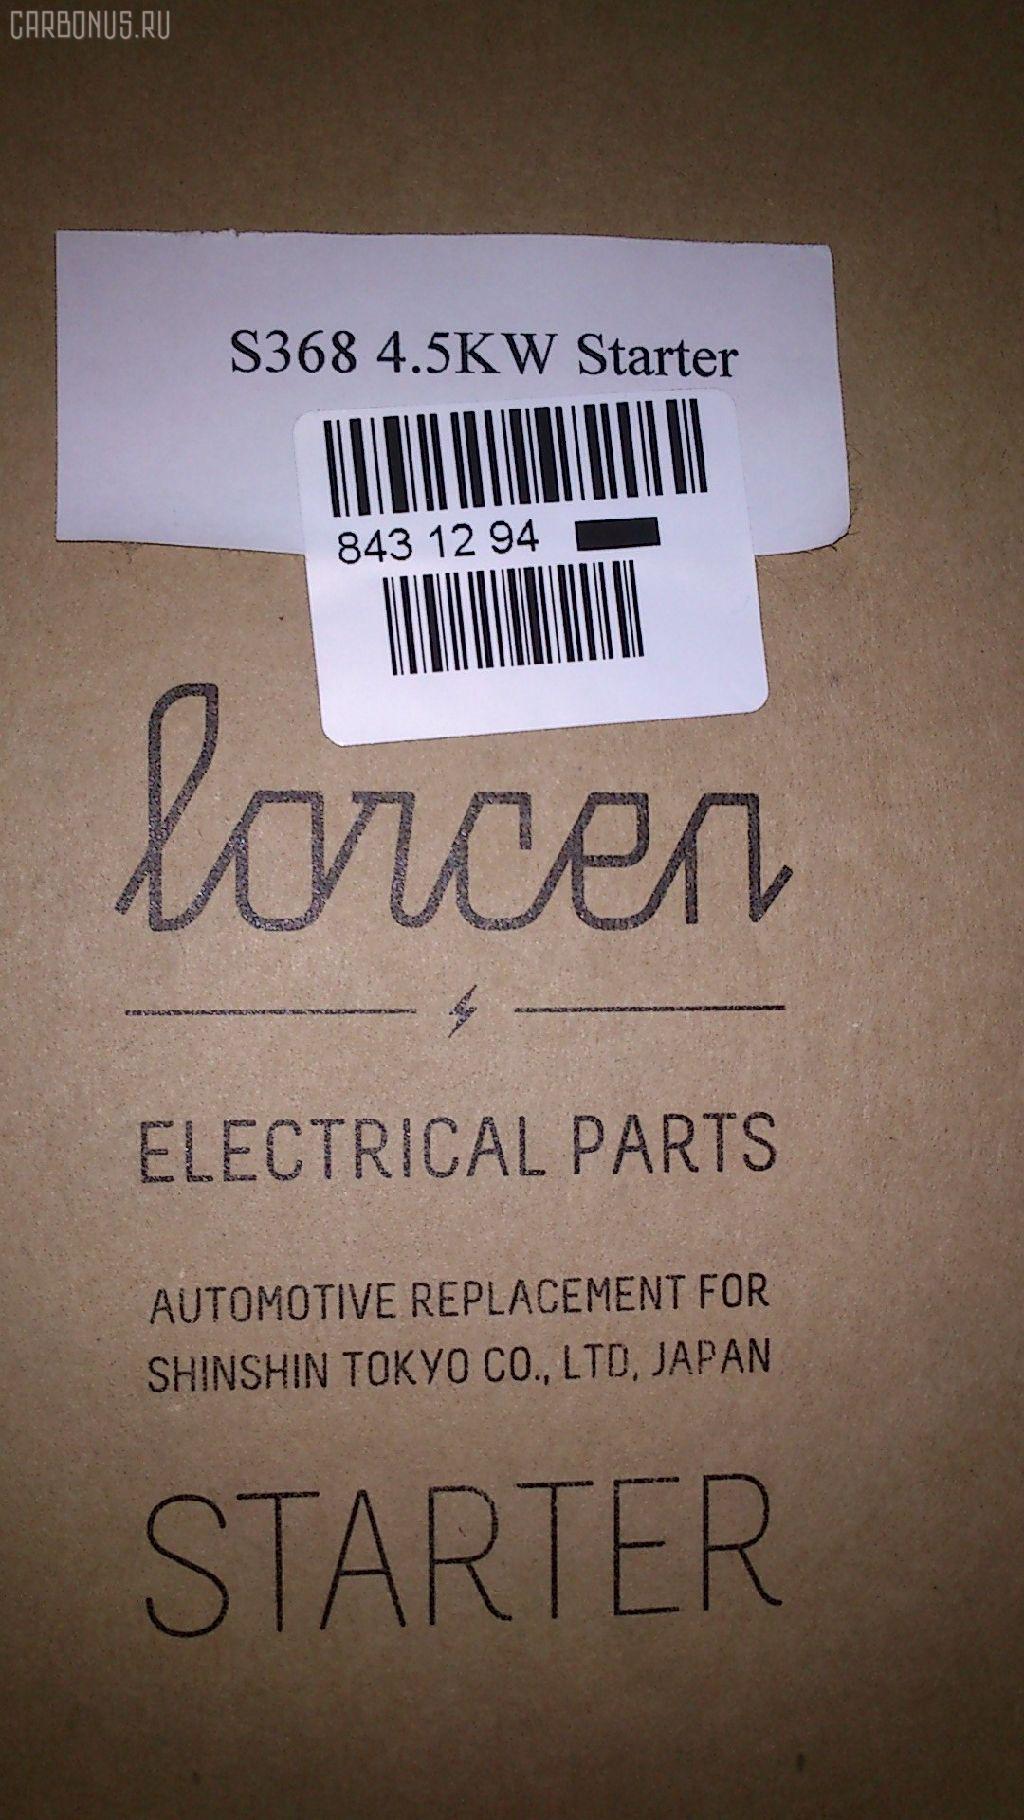 CARBONUS.RU
S368 4.5KW Starter
843 12 94
lorcen
ELECTRICAL PARTS
AUTOMOTIVE REPLACEMENT FOR
SHINSHIN TOKYO CO., LTD, JAPAN
STARTER